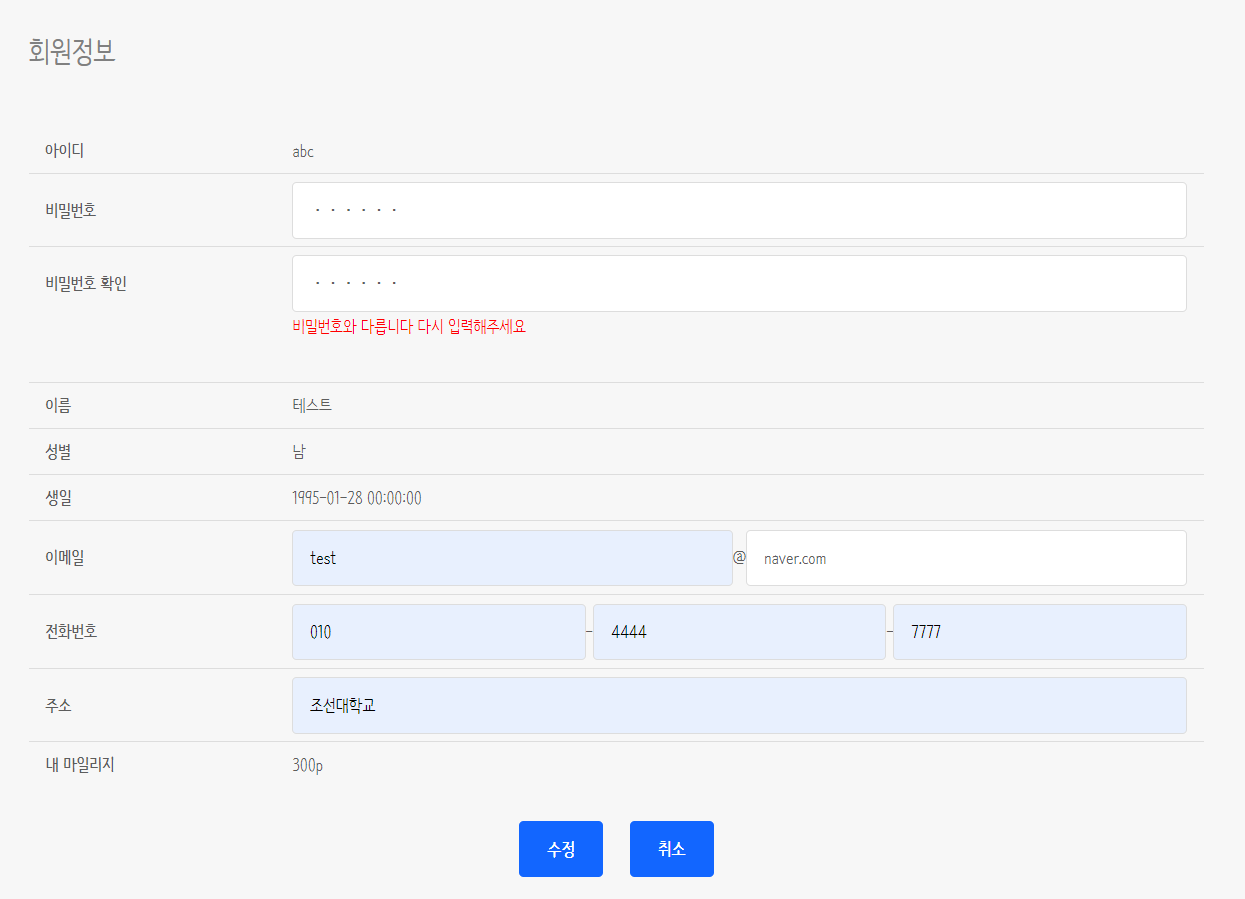 회원정보
아이디 abc
비밀번호 ······
비밀번호 확인 ······
비밀번호와 다릅니다 다시 입력해주세요
이름 테스트
성별 남
생일 1995-01-28 00:00:00
이메일 test @ naver.com
전화번호 010 - 4444 - 7777
주소 조선대학교
내 마일리지 300p
수정 취소